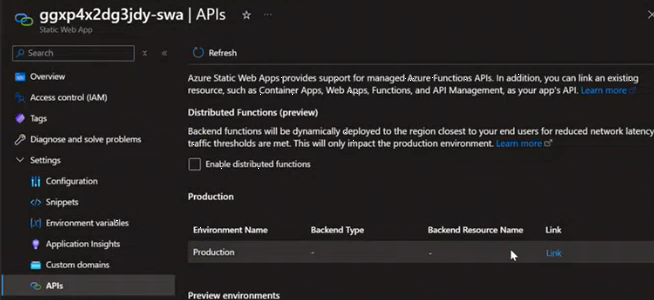 ggxp4x2dg3jdy-swa | APIs
Static Web App
Search
Refresh
Overview
Access control (IAM)
Tags
Diagnose and solve problems
Settings
Configuration
Snippets
Environment variables
Application Insights
Custom domains
APIs
Azure Static Web Apps provides support for managed Azure Functions APIs. In addition, you can link an existing
resource, such as Container Apps, Web Apps, Functions, and API Management, as your app's API. Learn more
Distributed Functions (preview)
Backend functions will be dynamically deployed to the region closest to your end users for reduced network latency
traffic thresholds are met. This will only impact the production environment. Learn more
Enable distributed functions
Production
Environment Name Backend Type Backend Resource Name Link
Production - - Link
Preview environments